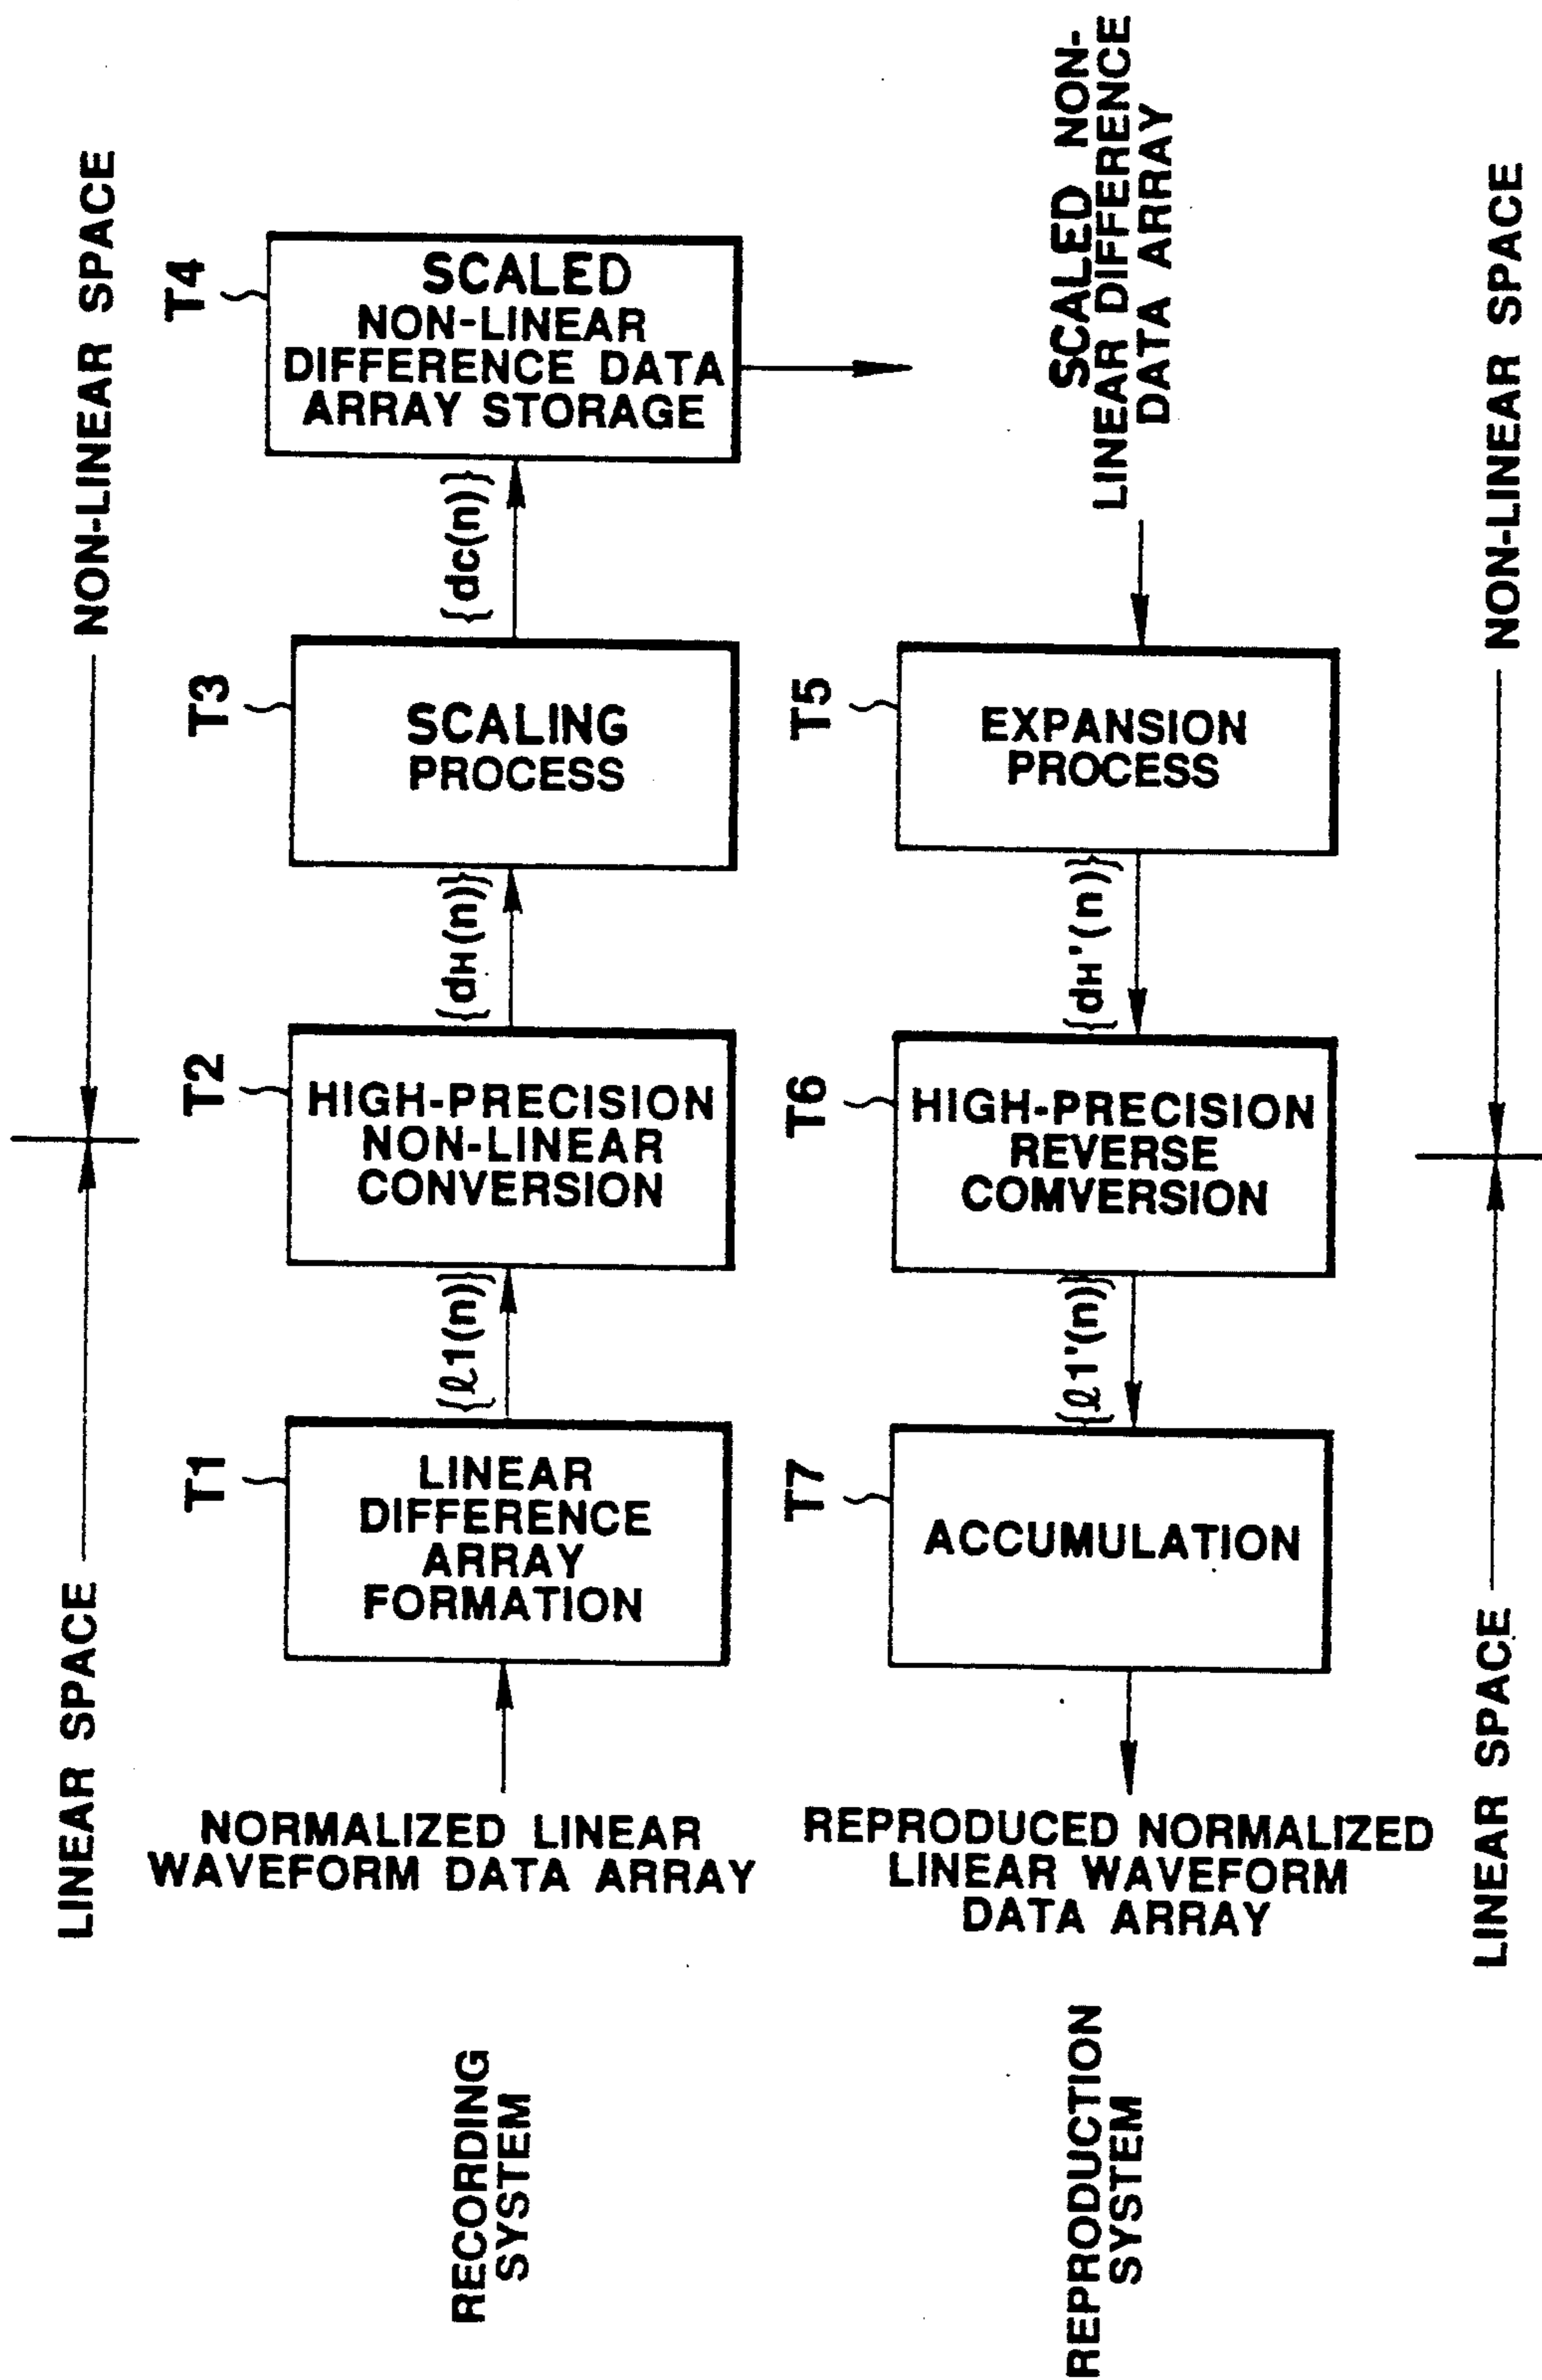 LINEAR SPACE
NON-LINEAR SPACE
RECORDING
SYSTEM
NORMALIZED LINEAR
WAVEFORM DATA ARRAY
T1
LINEAR
DIFFERENCE
ARRAY
FORMATION
{ℓ1(n)}
T2
HIGH-PRECISION
NON-LINEAR
CONVERSION
{dH(n)}
T3
SCALING
PROCESS
{dc(n)}
T4
SCALED
NON-LINEAR
DIFFERENCE DATA
ARRAY STORAGE
REPRODUCTION
SYSTEM
REPRODUCED NORMALIZED
LINEAR WAVEFORM
DATA ARRAY
T7
ACCUMULATION
{ℓ1'(n)}
T6
HIGH-PRECISION
REVERSE
COMVERSION
{dH'(n)}
T5
EXPANSION
PROCESS
SCALED NON-
LINEAR DIFFERENCE
DATA ARRAY
LINEAR SPACE
NON-LINEAR SPACE